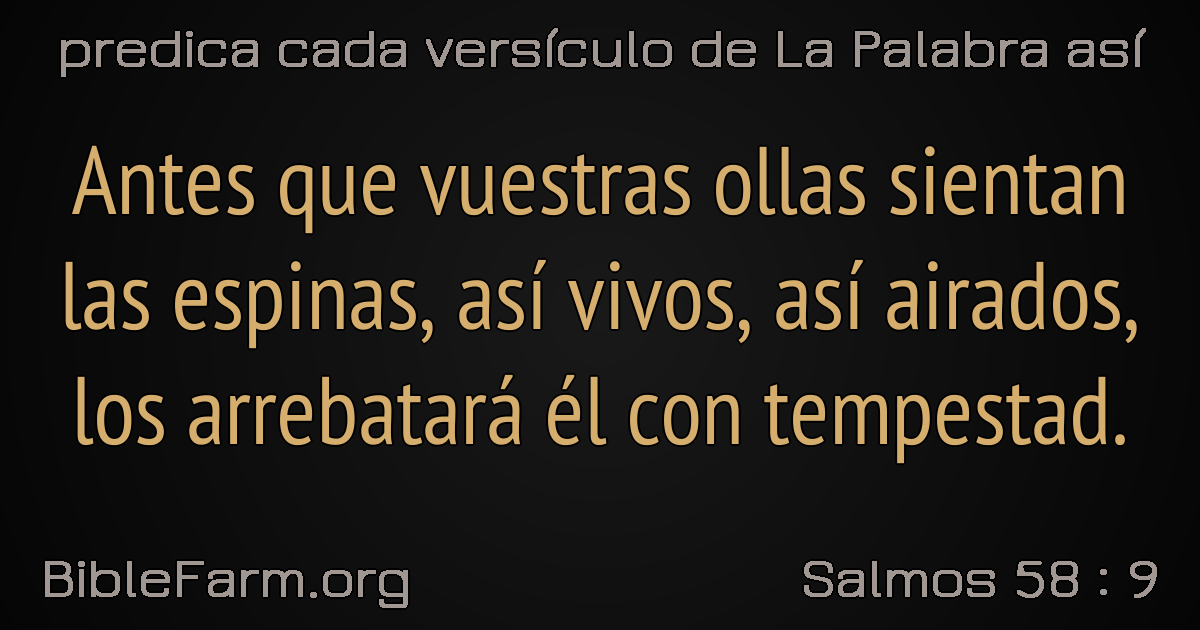 predica cada versículo de La Palabra así
Antes que vuestras ollas sientan
las espinas, así vivos, así airados,
los arrebatará él con tempestad.
BibleFarm.org
Salmos 58 : 9